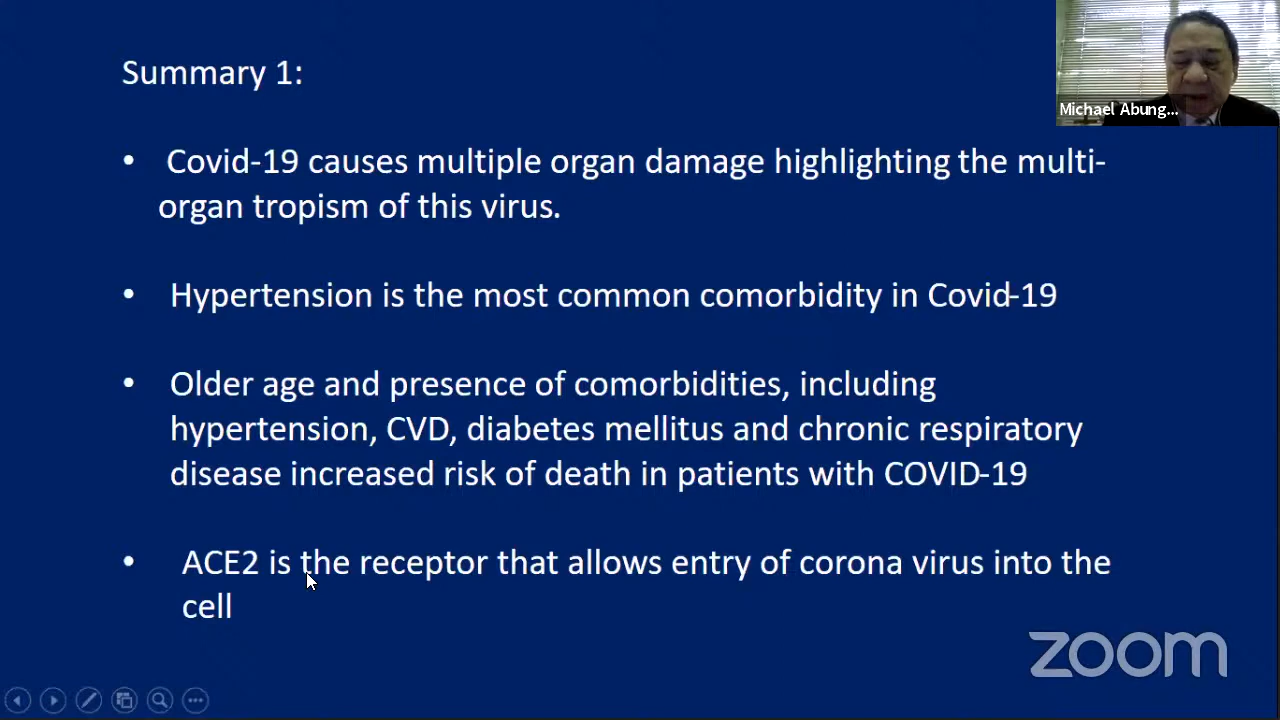 Summary 1:
Michael Abung...
• Covid-19 causes multiple organ damage highlighting the multi-
organ tropism of this virus.
• Hypertension is the most common comorbidity in Covid-19
• Older age and presence of comorbidities, including
hypertension, CVD, diabetes mellitus and chronic respiratory
disease increased risk of death in patients with COVID-19
• ACE2 is the receptor that allows entry of corona virus into the
cell
zoom